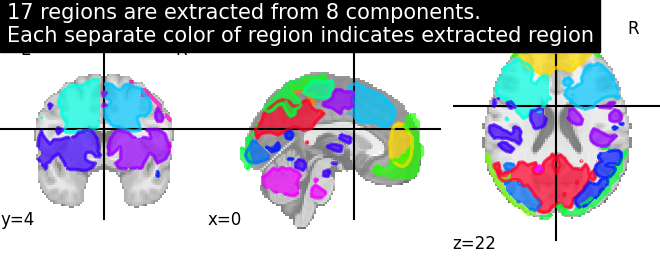 17 regions are extracted from 8 components.
Each separate color of region indicates extracted region
R
y=4
x=0
z=22